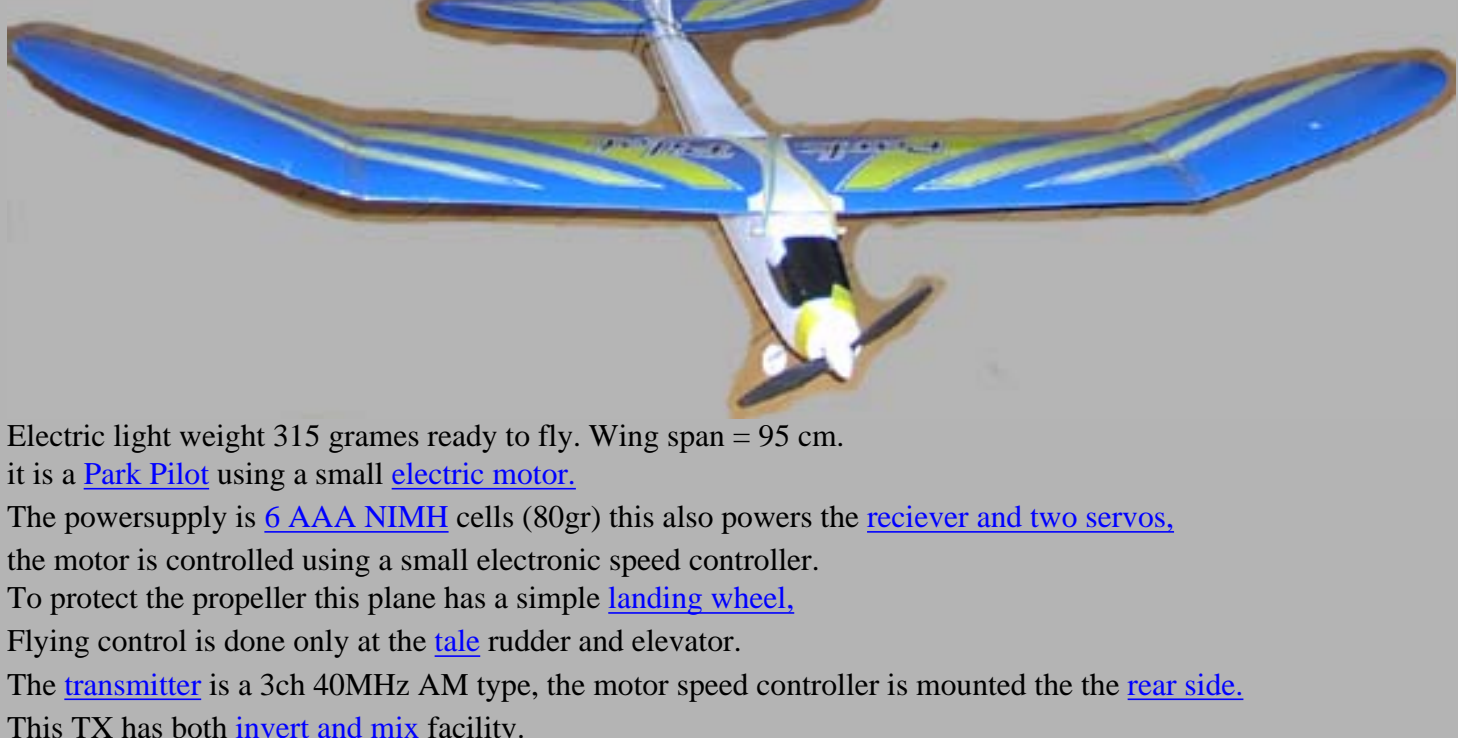 Electric light weight 315 grames ready to fly. Wing span = 95 cm.
it is a Park Pilot using a small electric motor.
The powersupply is 6 AAA NIMH cells (80gr) this also powers the reciever and two servos,
the motor is controlled using a small electronic speed controller.
To protect the propeller this plane has a simple landing wheel,
Flying control is done only at the tale rudder and elevator.
The transmitter is a 3ch 40MHz AM type, the motor speed controller is mounted the the rear side.
This TX has both invert and mix facility.